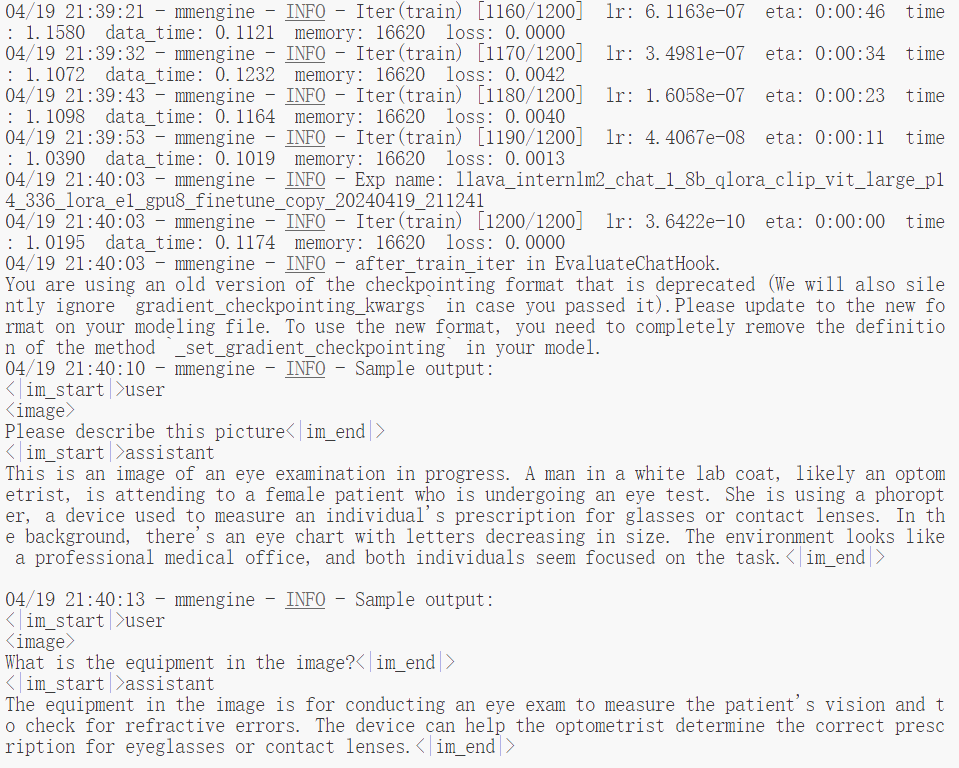 04/19 21:39:21 - mmengine - INFO - Iter(train) [1160/1200]  lr: 6.1163e-07  eta: 0:00:46  time
: 1.1580  data_time: 0.1121  memory: 16620  loss: 0.0000
04/19 21:39:32 - mmengine - INFO - Iter(train) [1170/1200]  lr: 3.4981e-07  eta: 0:00:34  time
: 1.1072  data_time: 0.1232  memory: 16620  loss: 0.0042
04/19 21:39:43 - mmengine - INFO - Iter(train) [1180/1200]  lr: 1.6058e-07  eta: 0:00:23  time
: 1.1098  data_time: 0.1164  memory: 16620  loss: 0.0040
04/19 21:39:53 - mmengine - INFO - Iter(train) [1190/1200]  lr: 4.4067e-08  eta: 0:00:11  time
: 1.0390  data_time: 0.1019  memory: 16620  loss: 0.0013
04/19 21:40:03 - mmengine - INFO - Exp name: llava_internlm2_chat_1_8b_qlora_clip_vit_large_p1
4_336_lora_e1_gpu8_finetune_copy_20240419_211241
04/19 21:40:03 - mmengine - INFO - Iter(train) [1200/1200]  lr: 3.6422e-10  eta: 0:00:00  time
: 1.0195  data_time: 0.1174  memory: 16620  loss: 0.0000
04/19 21:40:03 - mmengine - INFO - after_train_iter in EvaluateChatHook.
You are using an old version of the checkpointing format that is deprecated (We will also sile
ntly ignore `gradient_checkpointing_kwargs` in case you passed it).Please update to the new fo
rmat on your modeling file. To use the new format, you need to completely remove the definitio
n of the method `_set_gradient_checkpointing` in your model.
04/19 21:40:10 - mmengine - INFO - Sample output:
<|im_start|>user
<image>
Please describe this picture<|im_end|>
<|im_start|>assistant
This is an image of an eye examination in progress. A man in a white lab coat, likely an optom
etrist, is attending to a female patient who is undergoing an eye test. She is using a phoropt
er, a device used to measure an individual's prescription for glasses or contact lenses. In th
e background, there's an eye chart with letters decreasing in size. The environment looks like
 a professional medical office, and both individuals seem focused on the task.<|im_end|>
04/19 21:40:13 - mmengine - INFO - Sample output:
<|im_start|>user
<image>
What is the equipment in the image?<|im_end|>
<|im_start|>assistant
The equipment in the image is for conducting an eye exam to measure the patient's vision and t
o check for refractive errors. The device can help the optometrist determine the correct presc
ription for eyeglasses or contact lenses.<|im_end|>